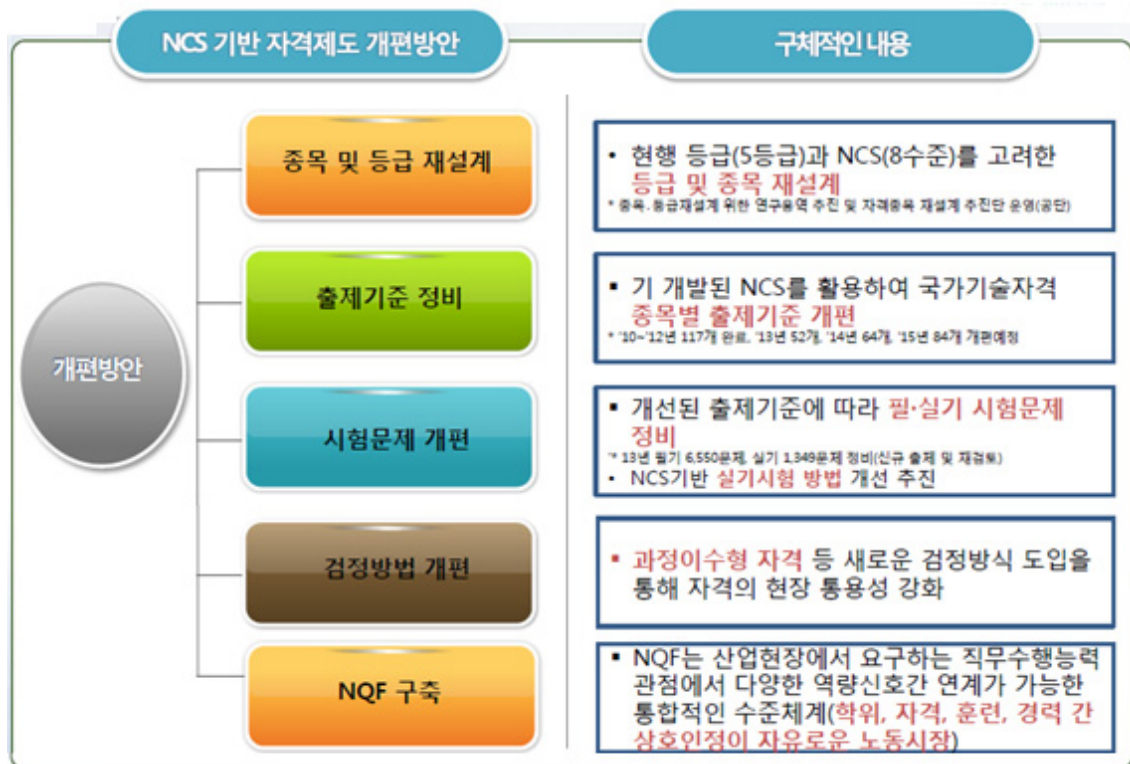 NCS 기반 자격제도 개편방안
구체적인 내용
개편방안
종목 및 등급 재설계
• 현행 등급(5등급)과 NCS(8수준)를 고려한
등급 및 종목 재설계
* 종목.등급재설계 위한 연구용역 추진 및 자격종목 재설계 추진단 운영(공단)
출제기준 정비
▪ 기 개발된 NCS를 활용하여 국가기술자격
종목별 출제기준 개편
* '10~'12년 117개 완료, '13년 52개, '14년 64개, '15년 84개 개편예정
시험문제 개편
▪ 개선된 출제기준에 따라 필·실기 시험문제
정비
'* 13년 필기 6,550문제, 실기 1,349문제 정비(신규 출제 및 재검토)
• NCS기반 실기시험 방법 개선 추진
검정방법 개편
▪ 과정이수형 자격 등 새로운 검정방식 도입을
통해 자격의 현장 통용성 강화
NQF 구축
▪ NQF는 산업현장에서 요구하는 직무수행능력
관점에서 다양한 역량신호간 연계가 가능한
통합적인 수준체계(학위, 자격, 훈련, 경력 간
상호인정이 자유로운 노동시장)